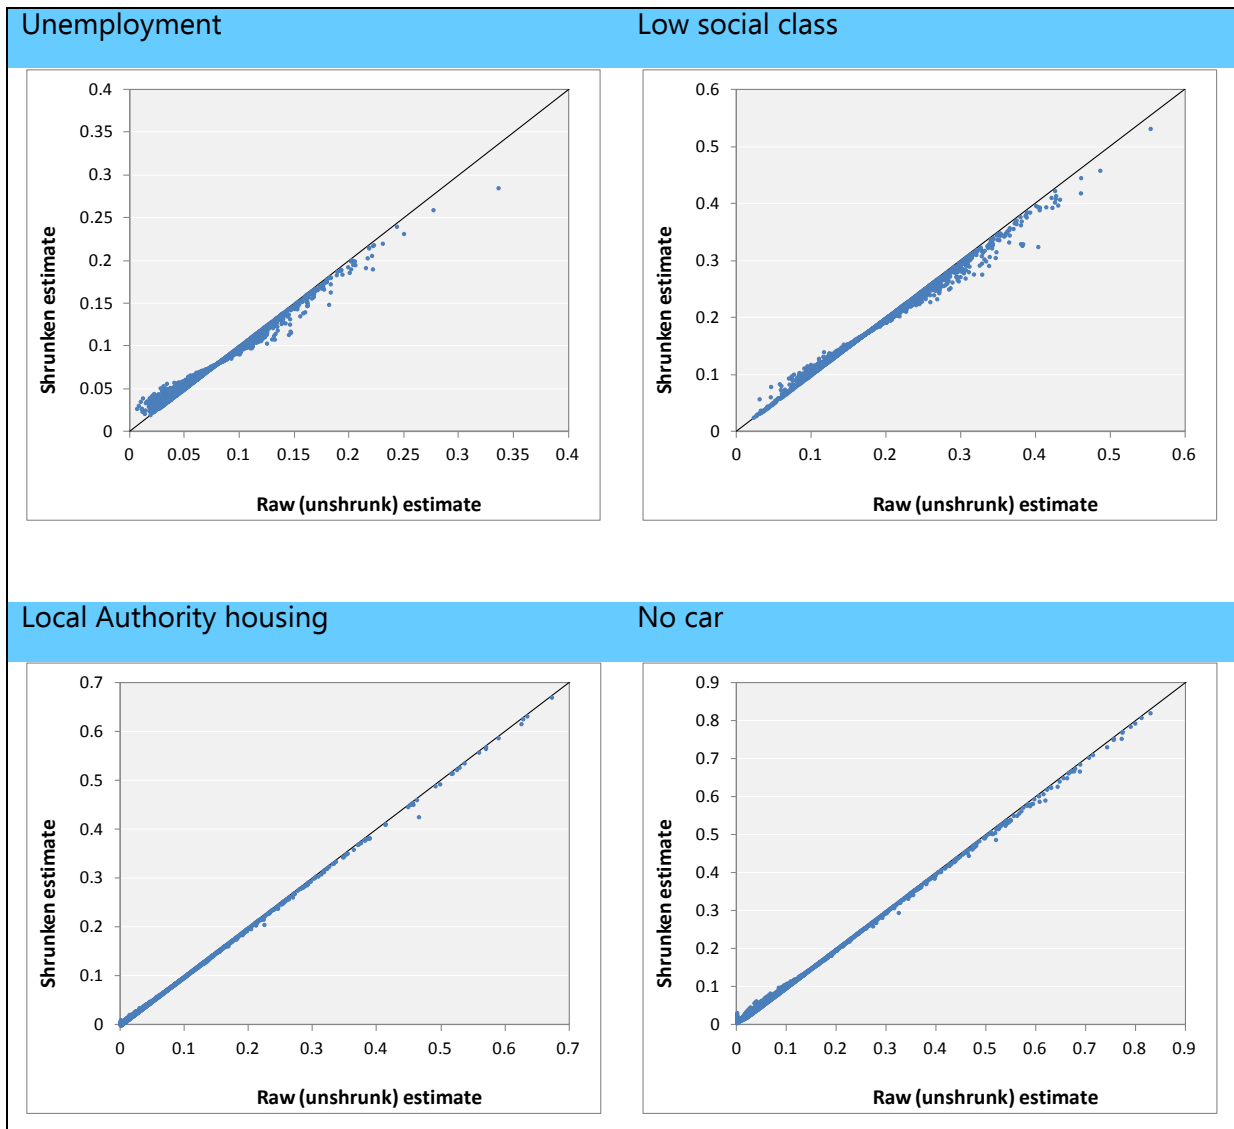 Unemployment
Low social class
0.4
0.35
0.3
0.25
0.2
0.15
0.1
0.05
0
Shrunken estimate
0 0.05 0.1 0.15 0.2 0.25 0.3 0.35 0.4
Raw (unshrunk) estimate
0.6
0.5
0.4
0.3
0.2
0.1
0
Shrunken estimate
0 0.1 0.2 0.3 0.4 0.5 0.6
Raw (unshrunk) estimate
Local Authority housing
No car
0.7
0.6
0.5
0.4
0.3
0.2
0.1
0
Shrunken estimate
0 0.1 0.2 0.3 0.4 0.5 0.6 0.7
Raw (unshrunk) estimate
0.9
0.8
0.7
0.6
0.5
0.4
0.3
0.2
0.1
0
Shrunken estimate
0 0.1 0.2 0.3 0.4 0.5 0.6 0.7 0.8 0.9
Raw (unshrunk) estimate